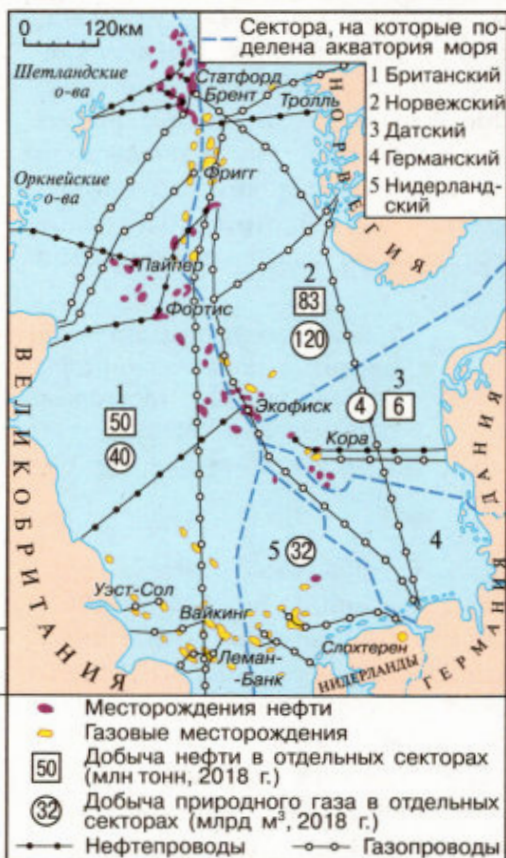 0 120км
Сектора, на которые по-
делена акватория моря
1 Британский
2 Норвежский
3 Датский
4 Германский
5 Нидерланд-
ский
Шетландские
о-ва
Статфорд
Брент
Тролль
НОРВЕГИЯ
Оркнейские
о-ва
Фригг
Пайпер
Фортис
2
83
120
1
50
40
3
4 6
Экофиск
Кора
ВЕЛИКОБРИТАНИЯ
ДАНИЯ
4
5 32
Уэст-Сол
Вайкинг
Леман-
-Банк
Слохтерен
НИДЕРЛАНДЫ
ГЕРМАН
КИН
Месторождения нефти
Газовые месторождения
50 Добыча нефти в отдельных секторах
(млн тонн, 2018 г.)
32 Добыча природного газа в отдельных
секторах (млрд м³, 2018 г.)
Нефтепроводы Газопроводы